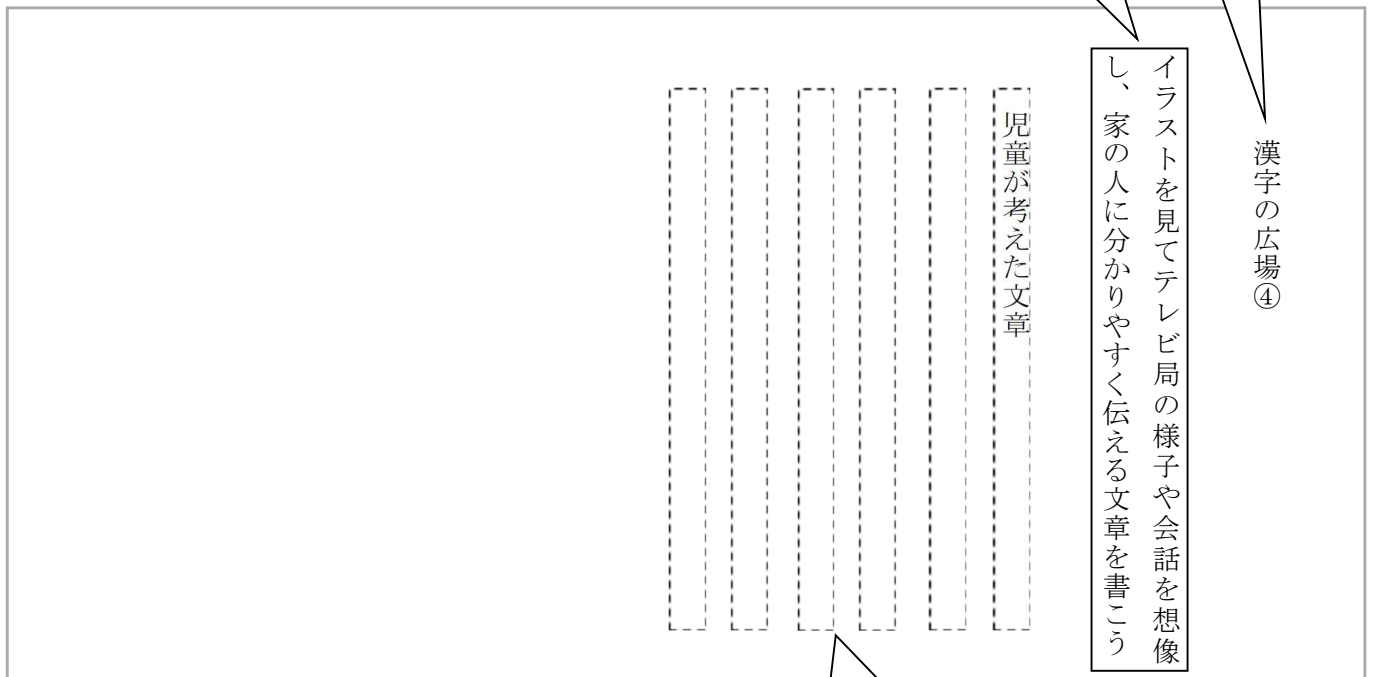 漢字の広場④
イラストを見てテレビ局の様子や会話を想像
し、家の人に分かりやすく伝える文章を書こう
児童が考えた文章